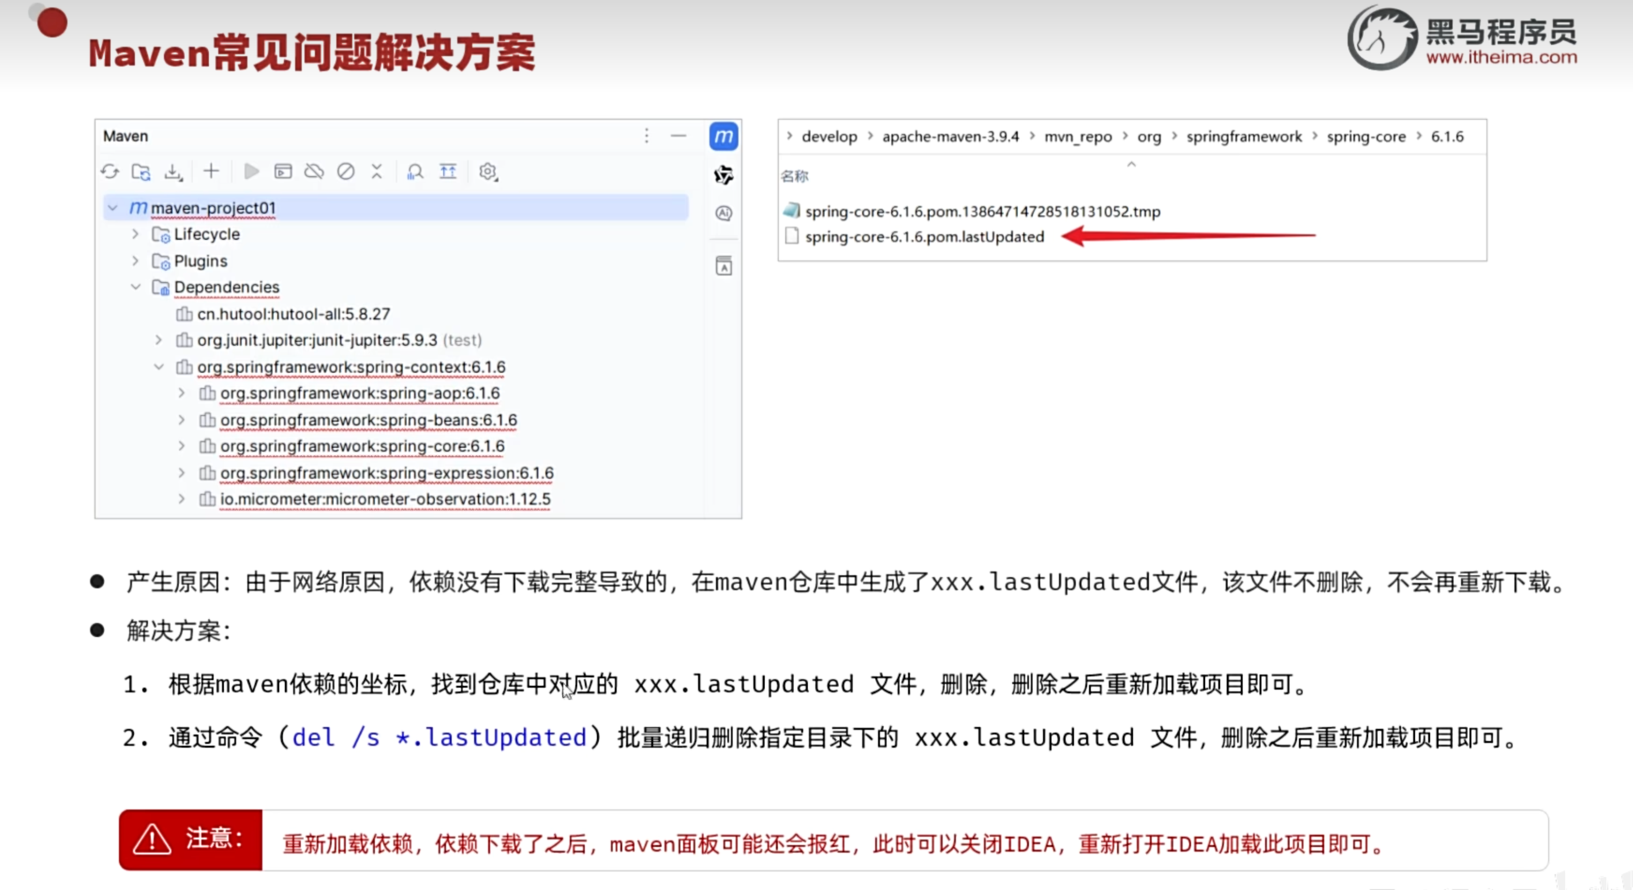 Maven常见问题解决方案
黑马程序员
www.itheima.com
Maven
maven-project01
Lifecycle
Plugins
Dependencies
cn.hutool:hutool-all:5.8.27
org.junit.jupiter:junit-jupiter:5.9.3 (test)
org.springframework:spring-context:6.1.6
org.springframework:spring-aop:6.1.6
org.springframework:spring-beans:6.1.6
org.springframework:spring-core:6.1.6
org.springframework:spring-expression:6.1.6
io.micrometer:micrometer-observation:1.12.5
> develop > apache-maven-3.9.4 > mvn_repo > org > springframework > spring-core > 6.1.6
名称
spring-core-6.1.6.pom.13864714728518131052.tmp
spring-core-6.1.6.pom.lastUpdated
● 产生原因：由于网络原因，依赖没有下载完整导致的，在maven仓库中生成了xxx.lastUpdated文件，该文件不删除，不会再重新下载。
● 解决方案：
1. 根据maven依赖的坐标，找到仓库中对应的 xxx.lastUpdated 文件，删除，删除之后重新加载项目即可。
2. 通过命令（del /s *.lastUpdated）批量递归删除指定目录下的 xxx.lastUpdated 文件，删除之后重新加载项目即可。
注意：
重新加载依赖，依赖下载了之后，maven面板可能还会报红，此时可以关闭IDEA，重新打开IDEA加载此项目即可。